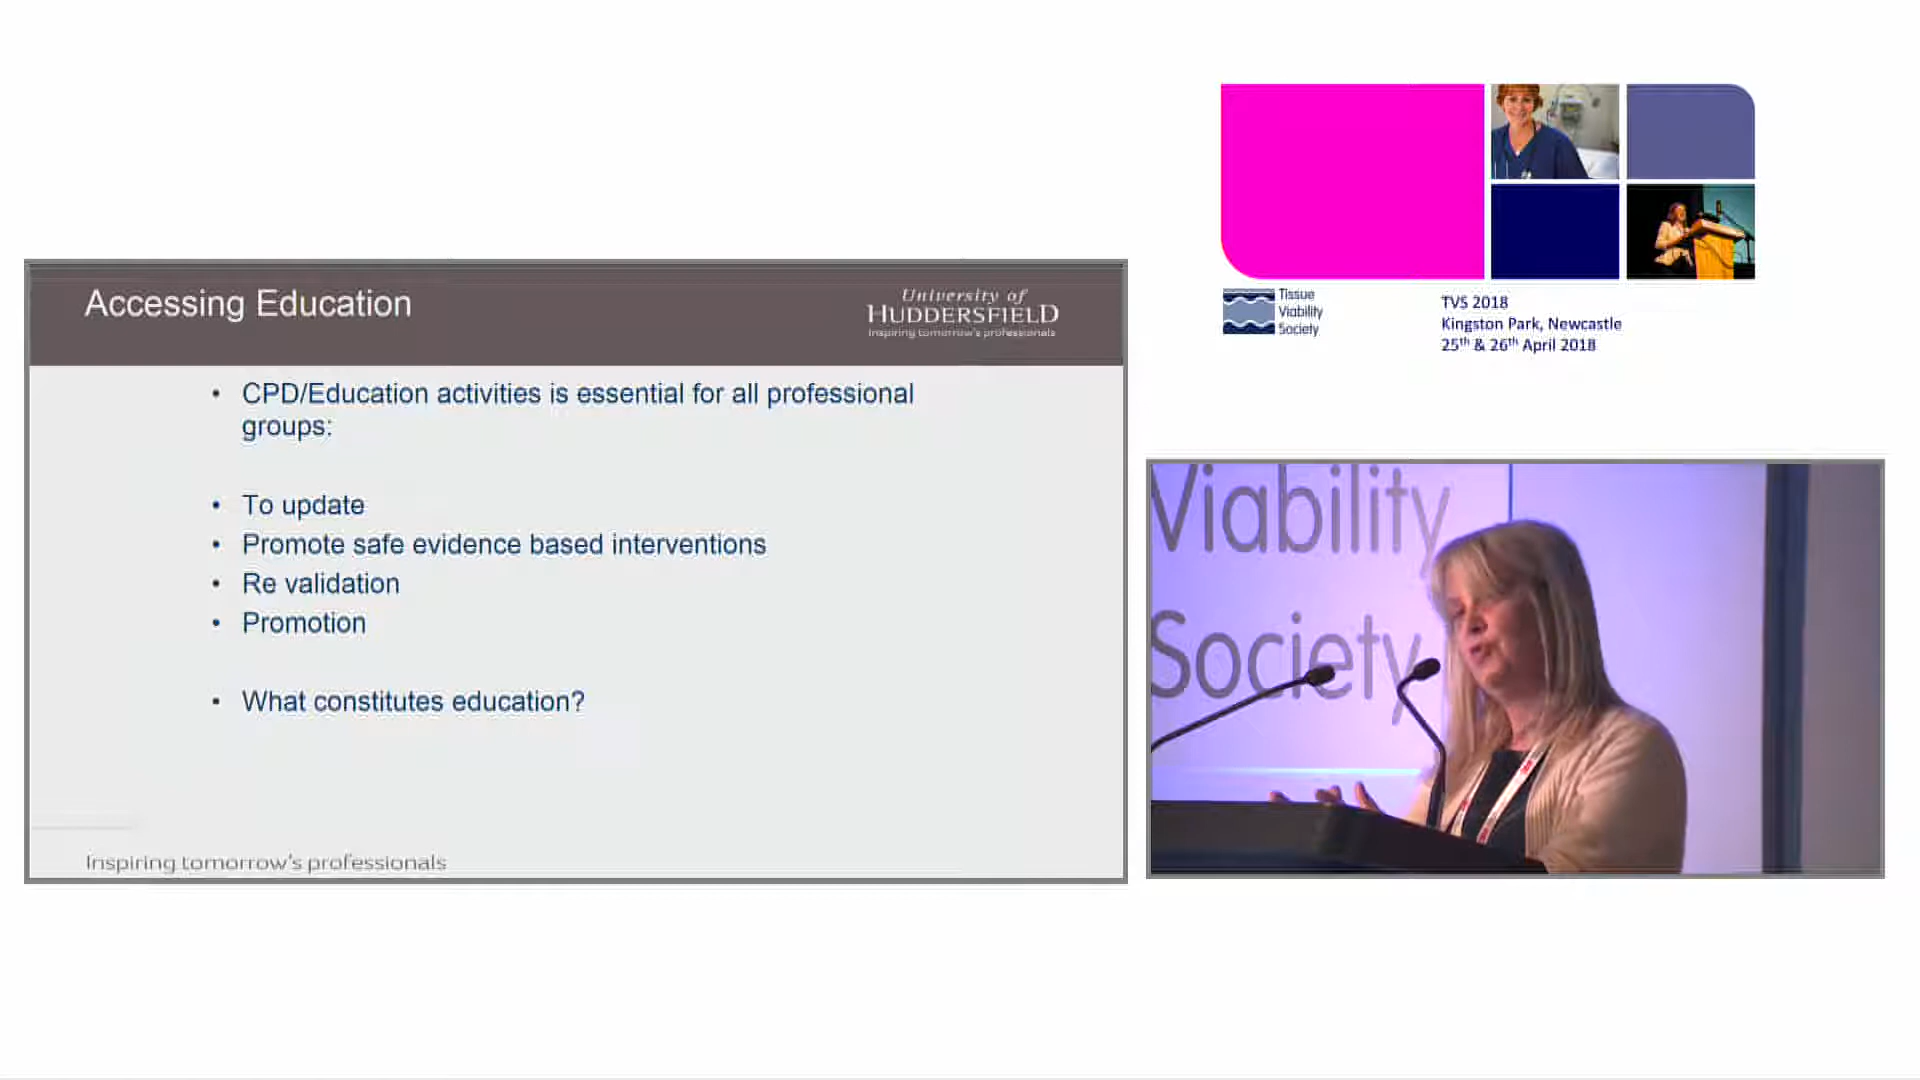 Accessing Education
University of
HUDDERSFIELD
Inspiring tomorrow's professionals
• CPD/Education activities is essential for all professional
groups:
• To update
• Promote safe evidence based interventions
• Re validation
• Promotion
• What constitutes education?
Inspiring tomorrow's professionals
Tissue
Viability
Society
TVS 2018
Kingston Park, Newcastle
25th & 26th April 2018
Viability
Society